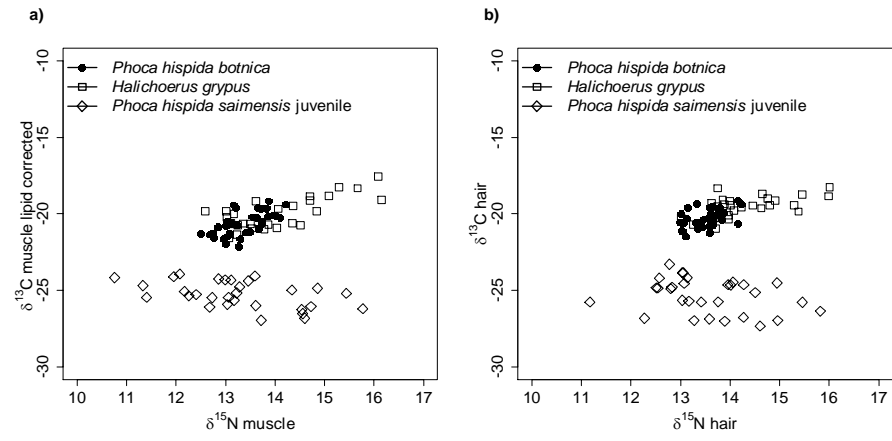 a)
Phoca hispida botnica
Halichoerus grypus
Phoca hispida saimensis juvenile
-10
-15
-20
-25
-30
δ13C muscle lipid corrected
10 11 12 13 14 15 16 17
δ15N muscle
b)
Phoca hispida botnica
Halichoerus grypus
Phoca hispida saimensis juvenile
-10
-15
-20
-25
-30
δ13C hair
10 11 12 13 14 15 16 17
δ15N hair